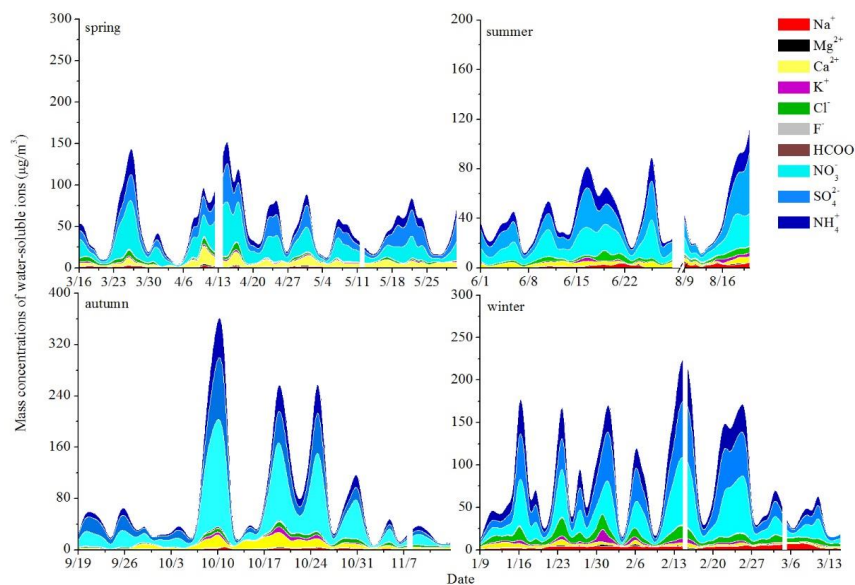 Mass concentrations of water-soluble ions (μg/m³)
spring
300
250
200
150
100
50
0
3/16 3/23 3/30 4/6 4/13 4/20 4/27 5/4 5/11 5/18 5/25
summer
200
160
120
80
40
0
6/1 6/8 6/15 6/22 8/9 8/16
Na⁺
Mg²⁺
Ca²⁺
K⁺
Cl⁻
F⁻
HCOO
NO₃⁻
SO₄²⁻
NH₄⁺
autumn
400
320
240
160
80
0
9/19 9/26 10/3 10/10 10/17 10/24 10/31 11/7
winter
300
250
200
150
100
50
0
1/9 1/16 1/23 1/30 2/6 2/13 2/20 2/27 3/6 3/13
Date